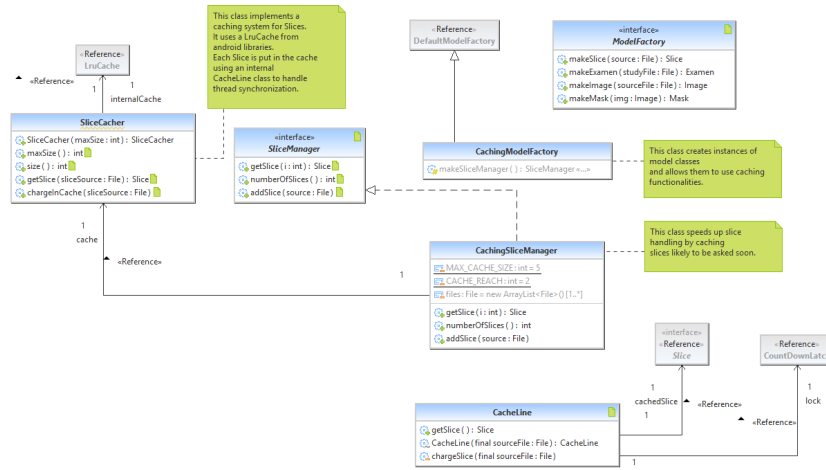 This class implements a
caching system for Slices.
It uses a LruCache from
android libraries.
Each Slice is put in the cache
using an internal
CacheLine class to handle
thread synchronization.
«Reference»
LruCache
«Reference»
1
1
internalCache
SliceCacher
SliceCacher (maxSize : int) : SliceCacher
maxSize ( ) : int
size ( ) : int
getSlice (sliceSource : File) : Slice
chargeInCache (sliceSource : File)
«interface»
SliceManager
getSlice (i : int) : Slice
numberOfSlices ( ) : int
addSlice (source : File)
«Reference»
DefaultModelFactory
«interface»
ModelFactory
makeSlice (source : File) : Slice
makeExamen (studyFile : File) : Examen
makeImage (sourceFile : File) : Image
makeMask (img : Image) : Mask
CachingModelFactory
makeSliceManager ( ) : SliceManager «...»
This class creates instances of
model classes
and allows them to use caching
functionalities.
1
cache
«Reference»
1
CachingSliceManager
MAX_CACHE_SIZE : int = 5
CACHE_REACH : int = 2
files : File = new ArrayList<File>() [1..*]
getSlice (i : int) : Slice
numberOfSlices ( ) : int
addSlice (source : File)
This class speeds up slice
handling by caching
slices likely to be asked soon.
«interface»
«Reference»
Slice
«Reference»
CountDownLatc
1
cachedSlice
1
«Reference»
1
lock
«Reference»
CacheLine
getSlice ( ) : Slice
CacheLine (final sourceFile : File) : CacheLine
chargeSlice (final sourceFile : File)
1